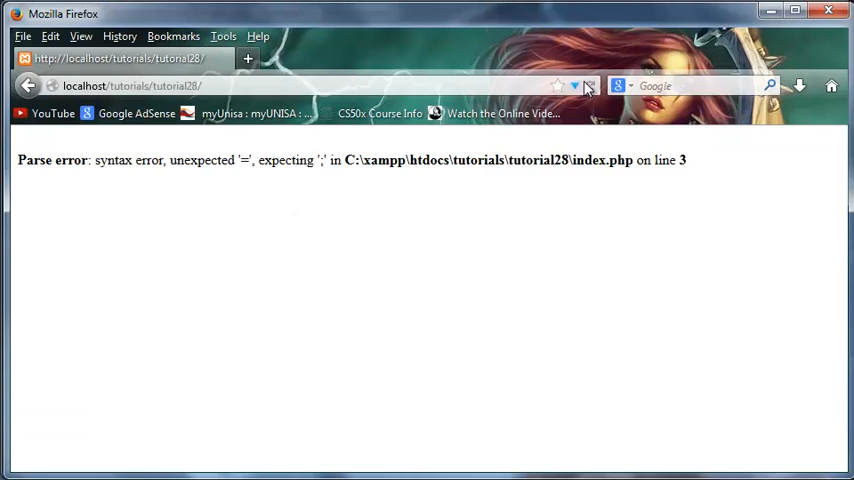 Mozilla Firefox
File Edit View History Bookmarks Tools Help
http://localhost/tutorials/tutorial28/
localhost/tutorials/tutorial28/
Google
YouTube Google AdSense myUnisa : myUNISA : ... CS50x Course Info Watch the Online Vide...
Parse error: syntax error, unexpected '=', expecting ';' in C:\xampp\htdocs\tutorials\tutorial28\index.php on line 3